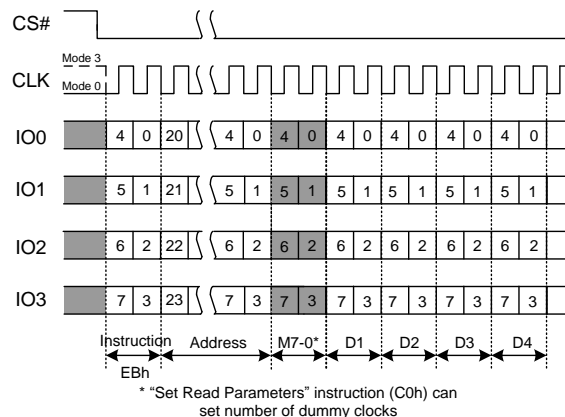 CS#
Mode 3
CLK
Mode 0
IO0 4 0 20 4 0 4 0 4 0 4 0 4 0 4 0
IO1 5 1 21 5 1 5 1 5 1 5 1 5 1 5 1
IO2 6 2 22 6 2 6 2 6 2 6 2 6 2 6 2
IO3 7 3 23 7 3 7 3 7 3 7 3 7 3 7 3
Instruction Address M7-0* D1 D2 D3 D4
EBh
* "Set Read Parameters" instruction (C0h) can
set number of dummy clocks